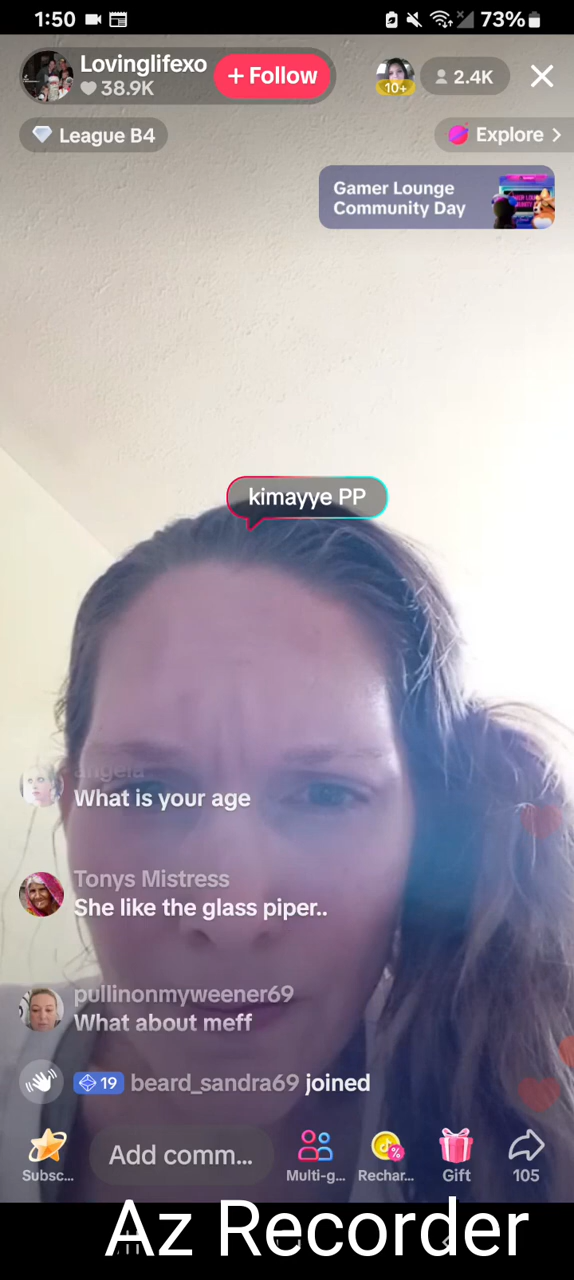 1:50
73%
Lovinglifexo
+ Follow
38.9K
10+
2.4K
League B4
Explore
Gamer Lounge
Community Day
kimayye PP
angela
What is your age
Tonys Mistress
She like the glass piper..
pullinonmyweener69
What about meff
19 beard_sandra69 joined
Add comm...
Subsc...
Multi-g...
Rechar...
Gift
105
Az Recorder